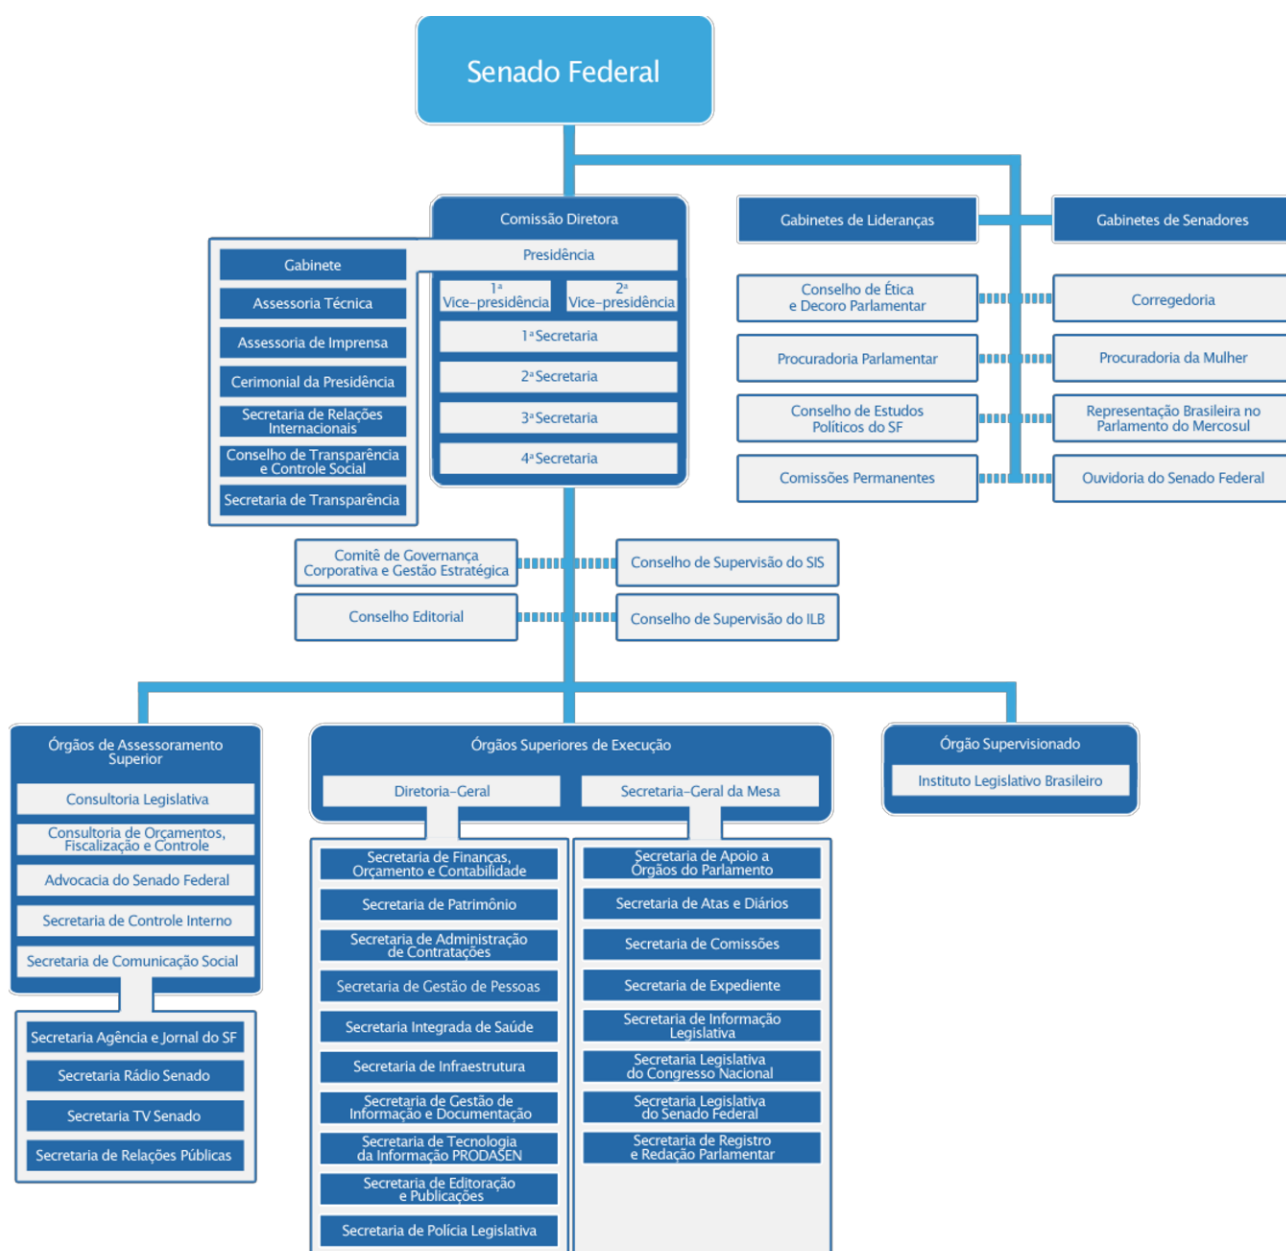 Senado Federal
Comissão Diretora
Presidência
1ª
Vice-presidência
2ª
Vice-presidência
1ª Secretaria
2ª Secretaria
3ª Secretaria
4ª Secretaria
Gabinete
Assessoria Técnica
Assessoria de Imprensa
Cerimonial da Presidência
Secretaria de Relações
Internacionais
Conselho de Transparência
e Controle Social
Secretaria de Transparência
Gabinetes de Lideranças
Gabinetes de Senadores
Conselho de Ética
e Decoro Parlamentar
Corregedoria
Procuradoria Parlamentar
Procuradoria da Mulher
Conselho de Estudos
Políticos do SF
Representação Brasileira no
Parlamento do Mercosul
Comissões Permanentes
Ouvidoria do Senado Federal
Comitê de Governança
Corporativa e Gestão Estratégica
Conselho de Supervisão do SIS
Conselho Editorial
Conselho de Supervisão do ILB
Órgãos de Assessoramento
Superior
Consultoria Legislativa
Consultoria de Orçamentos,
Fiscalização e Controle
Advocacia do Senado Federal
Secretaria de Controle Interno
Secretaria de Comunicação Social
Secretaria Agência e Jornal do SF
Secretaria Rádio Senado
Secretaria TV Senado
Secretaria de Relações Públicas
Órgãos Superiores de Execução
Diretoria-Geral
Secretaria de Finanças,
Orçamento e Contabilidade
Secretaria de Patrimônio
Secretaria de Administração
de Contratações
Secretaria de Gestão de Pessoas
Secretaria Integrada de Saúde
Secretaria de Infraestrutura
Secretaria de Gestão de
Informação e Documentação
Secretaria de Tecnologia
da Informação PRODASEN
Secretaria de Editoração
e Publicações
Secretaria de Polícia Legislativa
Secretaria-Geral da Mesa
Secretaria de Apoio a
Órgãos do Parlamento
Secretaria de Atas e Diários
Secretaria de Comissões
Secretaria de Expediente
Secretaria de Informação
Legislativa
Secretaria Legislativa
do Congresso Nacional
Secretaria Legislativa
do Senado Federal
Secretaria de Registro
e Redação Parlamentar
Órgão Supervisionado
Instituto Legislativo Brasileiro